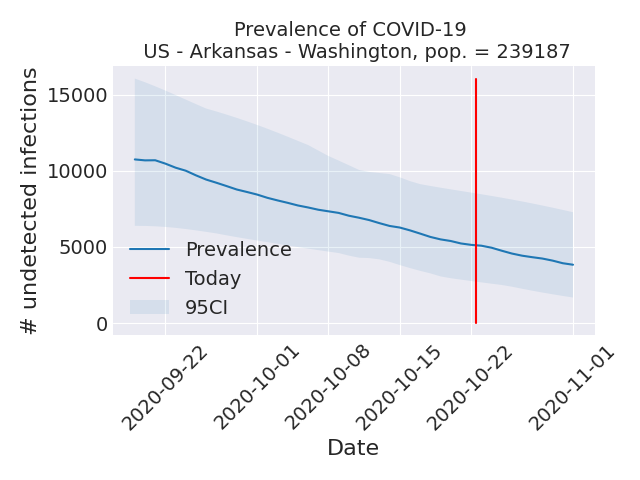 Prevalence of COVID-19
US - Arkansas - Washington, pop. = 239187
# undetected infections
15000
10000
5000
0
Prevalence
Today
95CI
2020-09-22
2020-10-01
2020-10-08
2020-10-15
2020-10-22
2020-11-01
Date